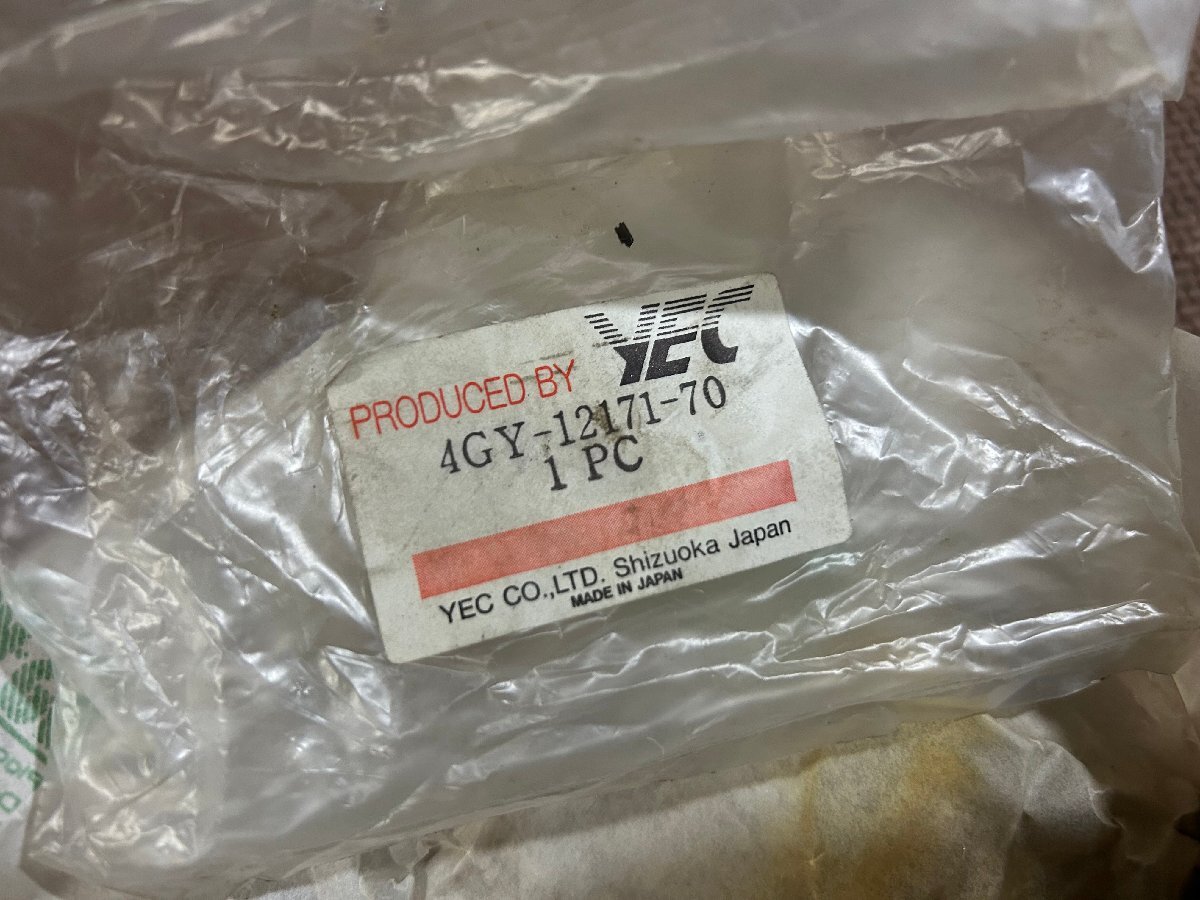 PRODUCED BY YEC
4GY-12171-70
1 PC
YEC CO.,LTD. Shizuoka Japan
MADE IN JAPAN